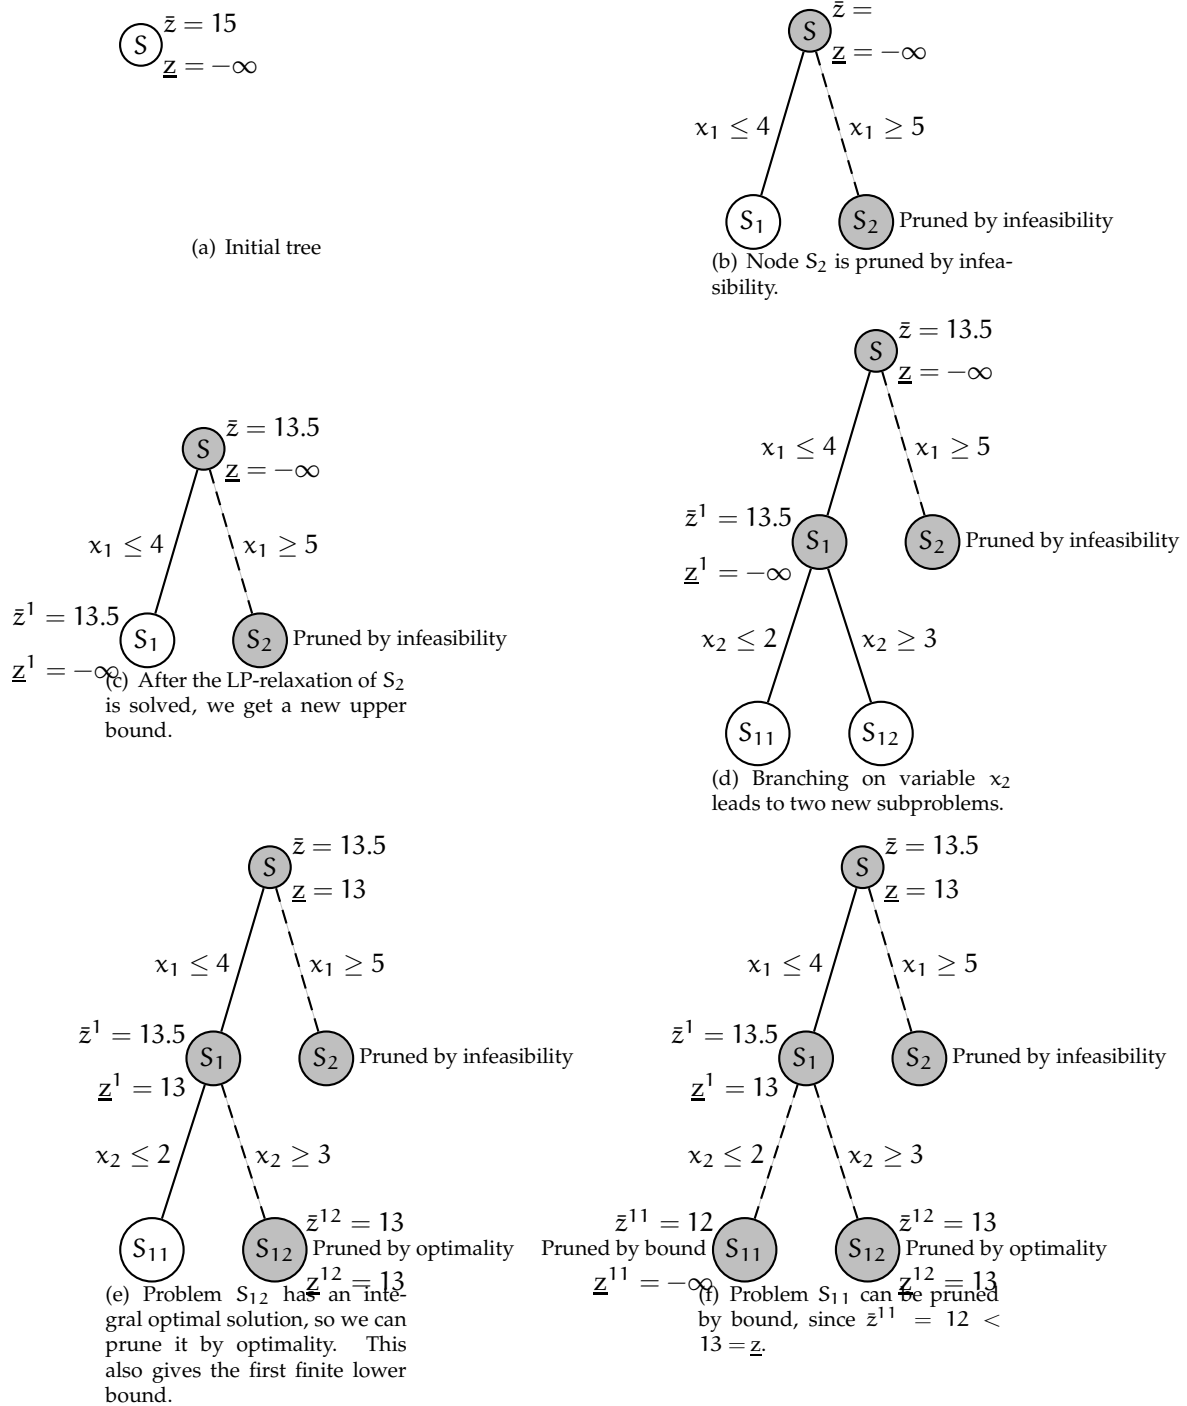 S
z̄ = 15
z̲ = −∞
(a) Initial tree
z̄ =
S
z̲ = −∞
x₁ ≤ 4
x₁ ≥ 5
S₁
S₂
Pruned by infeasibility
(b) Node S₂ is pruned by infea-
sibility.
z̄ = 13.5
S
z̲ = −∞
x₁ ≤ 4
x₁ ≥ 5
z̄¹ = 13.5
S₁
z̲¹ = −∞
S₂
Pruned by infeasibility
(c) After the LP-relaxation of S₂
is solved, we get a new upper
bound.
z̄ = 13.5
S
z̲ = −∞
x₁ ≤ 4
x₁ ≥ 5
z̄¹ = 13.5
S₁
z̲¹ = −∞
S₂
Pruned by infeasibility
x₂ ≤ 2
x₂ ≥ 3
S₁₁
S₁₂
(d) Branching on variable x₂
leads to two new subproblems.
z̄ = 13.5
S
z̲ = 13
x₁ ≤ 4
x₁ ≥ 5
z̄¹ = 13.5
S₁
z̲¹ = 13
S₂
Pruned by infeasibility
x₂ ≤ 2
x₂ ≥ 3
S₁₁
z̄¹² = 13
S₁₂
Pruned by optimality
z̲¹² = 13
(e) Problem S₁₂ has an inte-
gral optimal solution, so we can
prune it by optimality. This
also gives the first finite lower
bound.
z̄ = 13.5
S
z̲ = 13
x₁ ≤ 4
x₁ ≥ 5
z̄¹ = 13.5
S₁
z̲¹ = 13
S₂
Pruned by infeasibility
x₂ ≤ 2
x₂ ≥ 3
z̄¹¹ = 12
Pruned by bound
S₁₁
z̲¹¹ = −∞
z̄¹² = 13
S₁₂
Pruned by optimality
z̲¹² = 13
(f) Problem S₁₁ can be pruned
by bound, since z̄¹¹ = 12 <
13 = z̲.